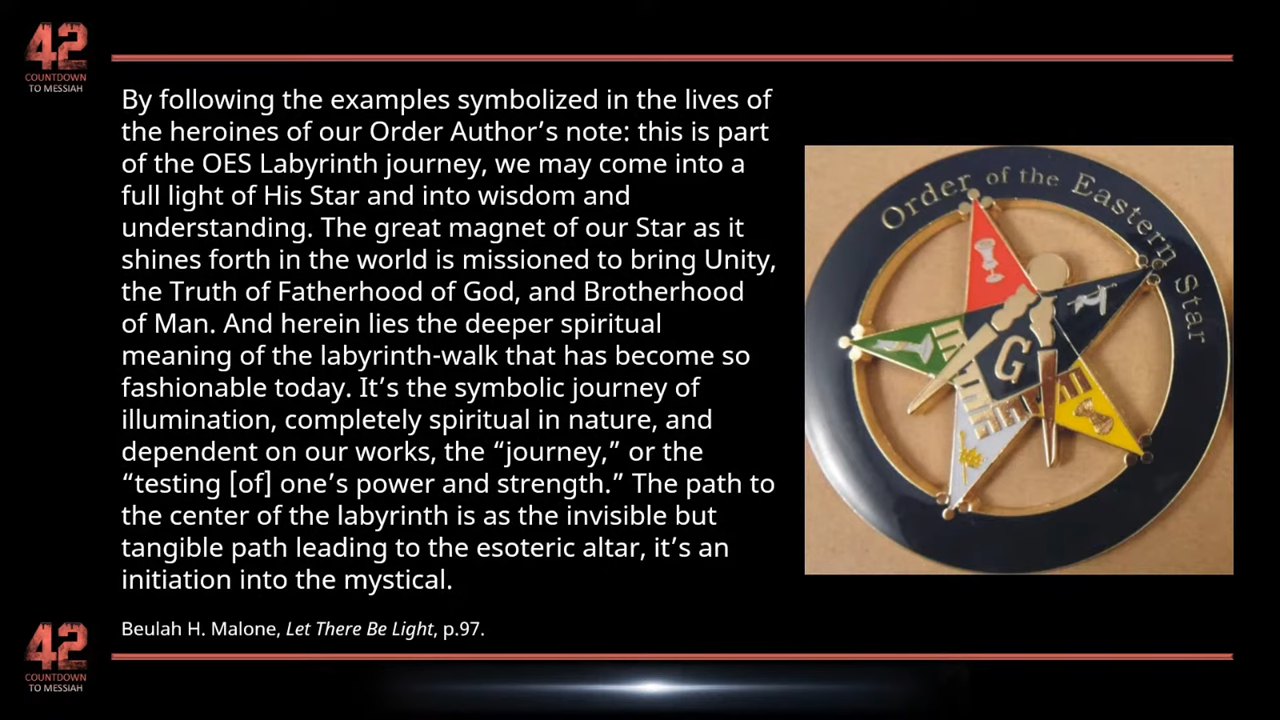 42
COUNTDOWN
TO MESSIAH
By following the examples symbolized in the lives of
the heroines of our Order Author’s note: this is part
of the OES Labyrinth journey, we may come into a
full light of His Star and into wisdom and
understanding. The great magnet of our Star as it
shines forth in the world is missioned to bring Unity,
the Truth of Fatherhood of God, and Brotherhood
of Man. And herein lies the deeper spiritual
meaning of the labyrinth-walk that has become so
fashionable today. It’s the symbolic journey of
illumination, completely spiritual in nature, and
dependent on our works, the “journey,” or the
“testing [of] one’s power and strength.” The path to
the center of the labyrinth is as the invisible but
tangible path leading to the esoteric altar, it’s an
initiation into the mystical.
Beulah H. Malone, Let There Be Light, p.97.
Order of the Eastern Star
G
42
COUNTDOWN
TO MESSIAH